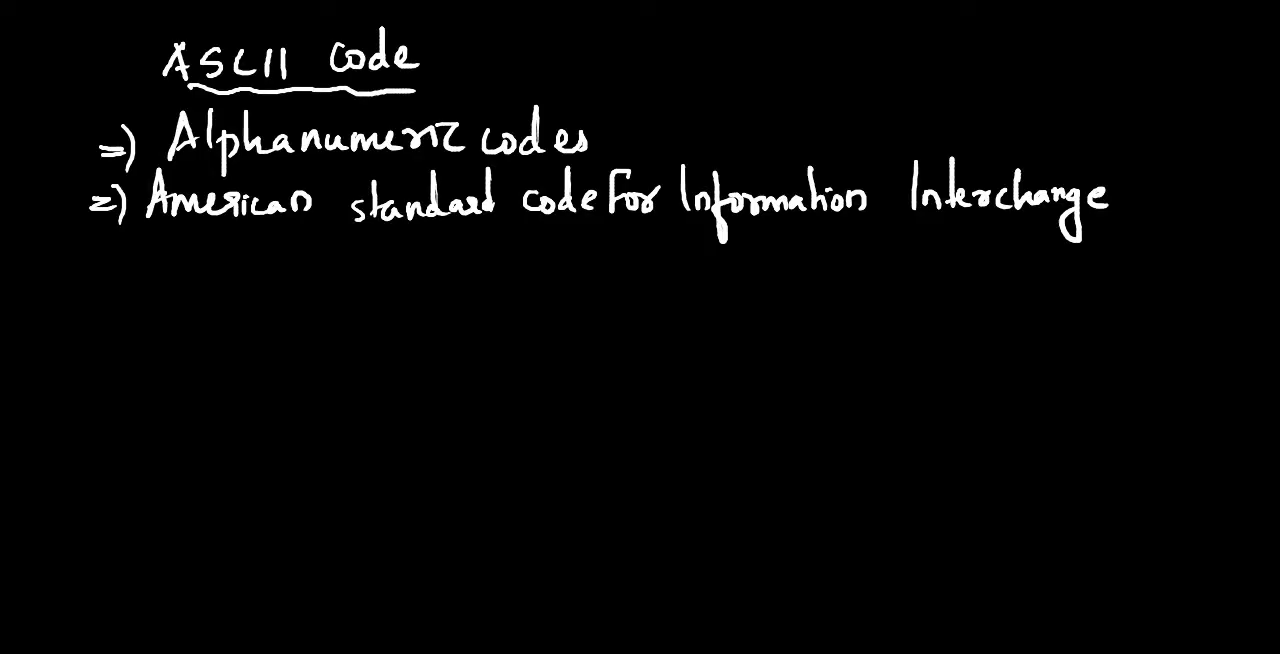 ASCII code
=) Alphanumeric codes
=) American standard code For Information Interchange